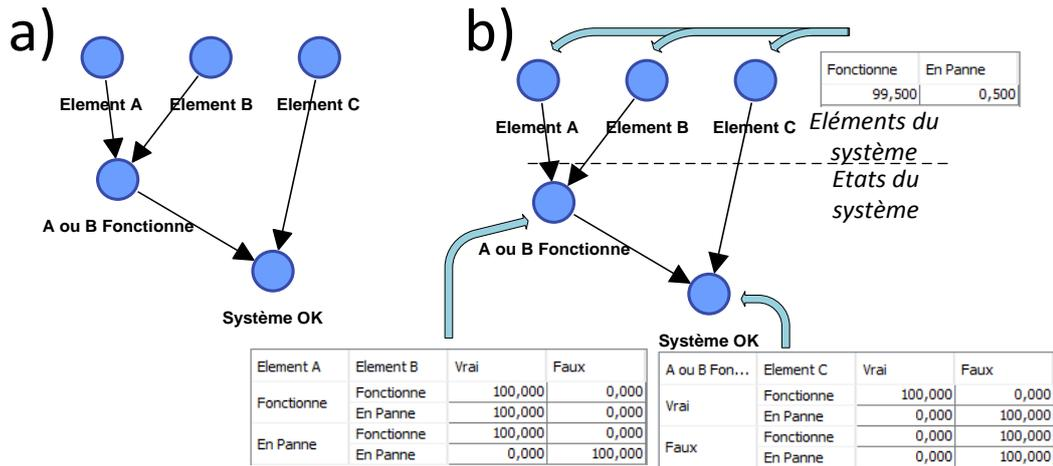 a)
Element A Element B Element C
A ou B Fonctionne
Système OK
b)
Fonctionne En Panne
99,500 0,500
Element A Element B Element C
Eléments du
système
Etats du
système
A ou B Fonctionne
Système OK
Element A Element B Vrai Faux
Fonctionne Fonctionne 100,000 0,000
En Panne 100,000 0,000
En Panne Fonctionne 100,000 0,000
En Panne 0,000 100,000
A ou B Fon... Element C Vrai Faux
Vrai Fonctionne 100,000 0,000
En Panne 0,000 100,000
Faux Fonctionne 0,000 100,000
En Panne 0,000 100,000